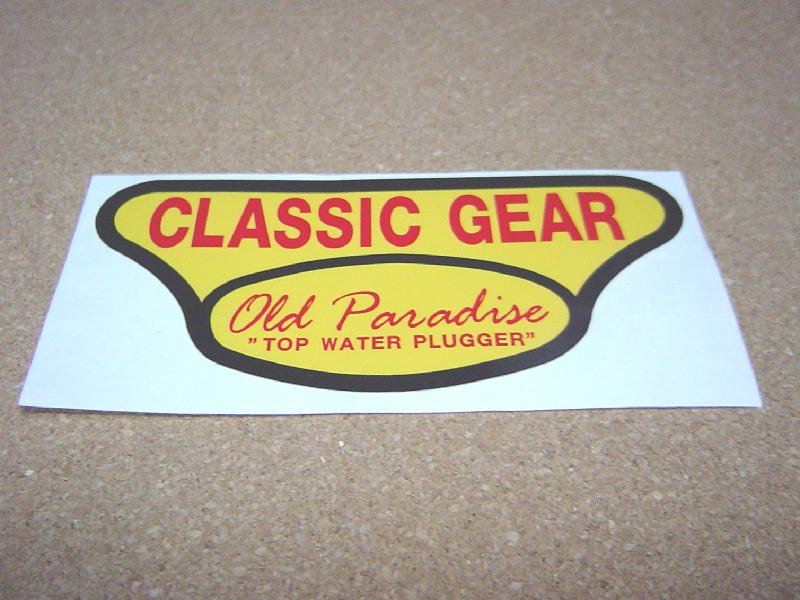 CLASSIC GEAR
Old Paradise
"TOP WATER PLUGGER"